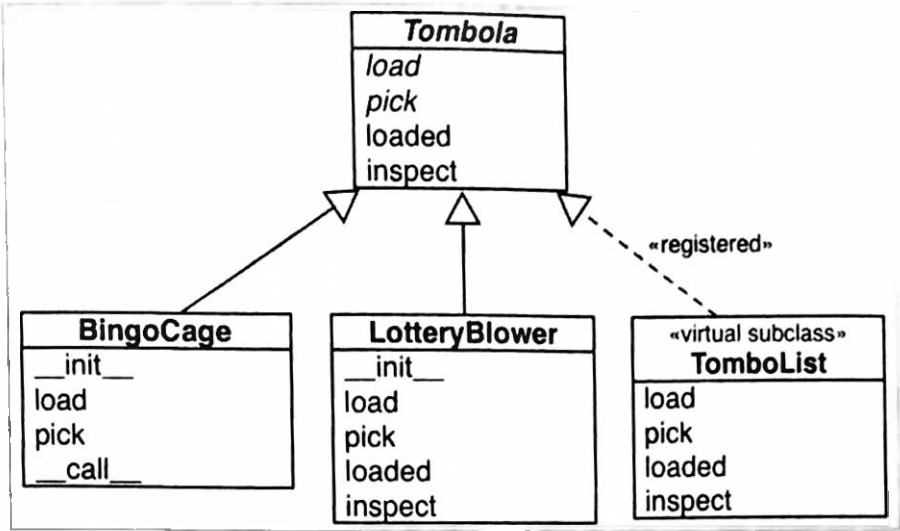 Tombola
load
pick
loaded
inspect
«registered»
BingoCage
__init__
load
pick
__call__
LotteryBlower
__init__
load
pick
loaded
inspect
«virtual subclass»
TomboList
load
pick
loaded
inspect